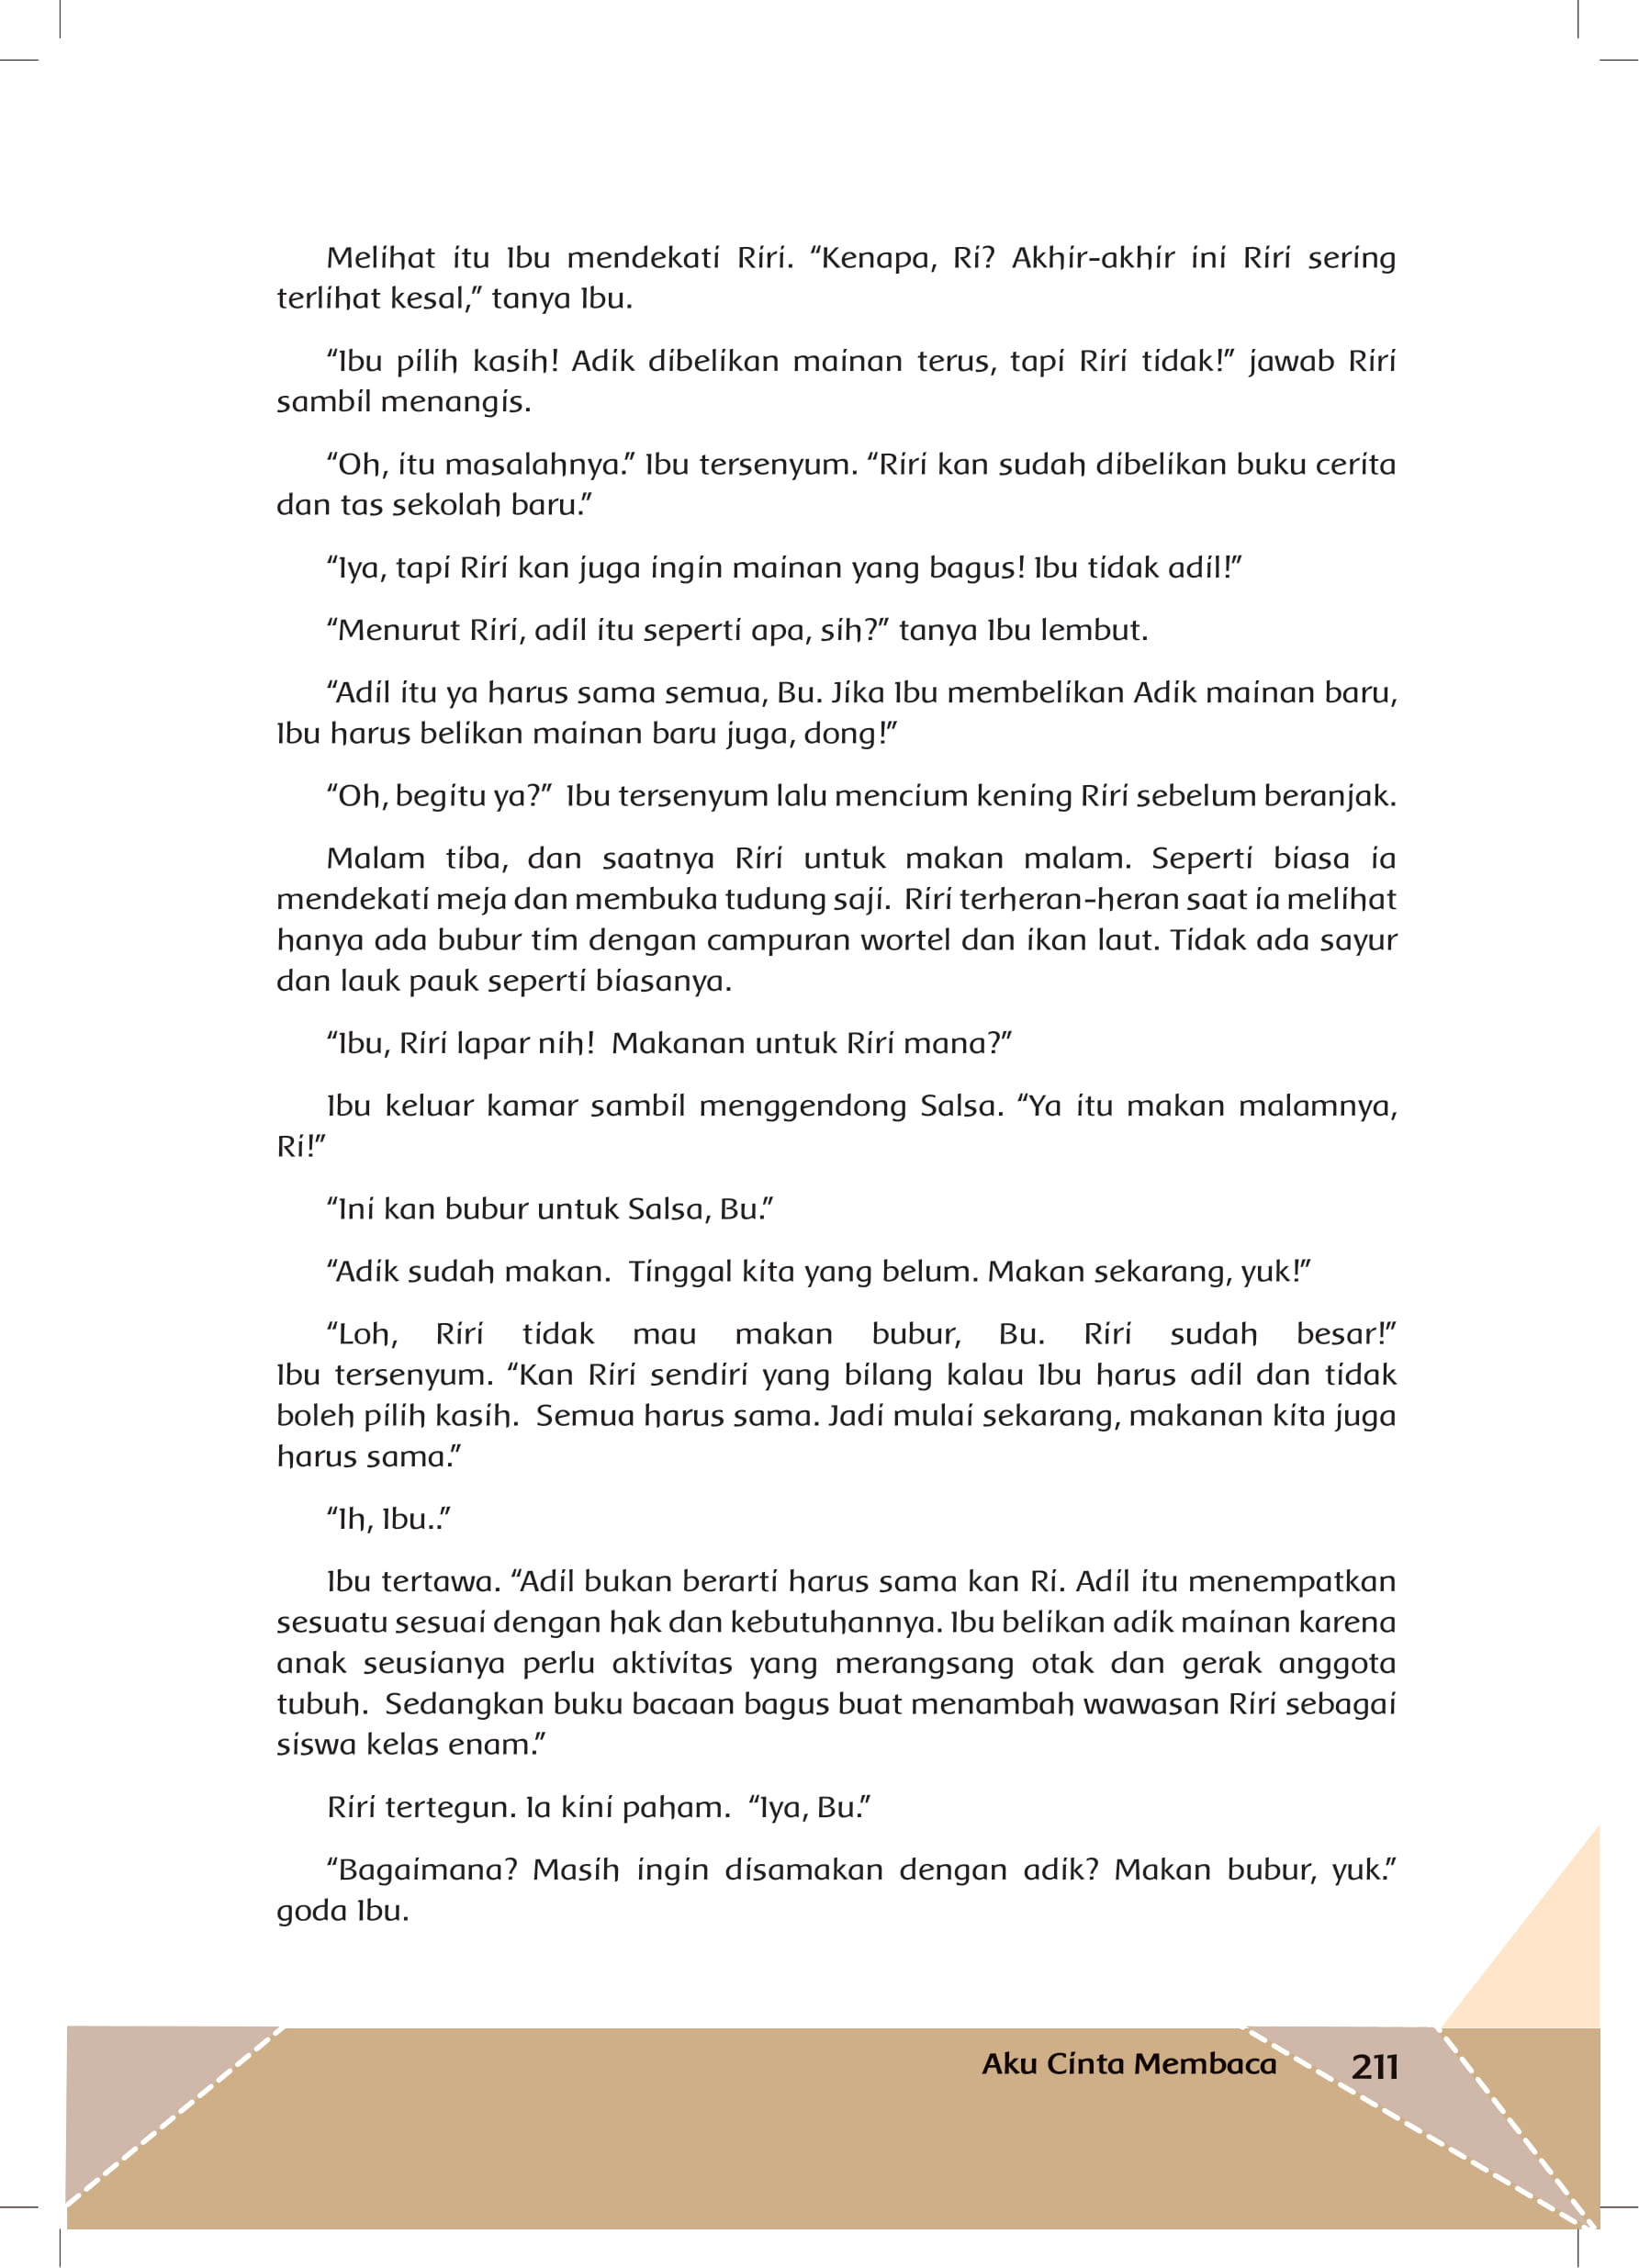 Melihat itu Ibu mendekati Riri. “Kenapa, Ri? Akhir-akhir ini Riri sering
terlihat kesal,” tanya Ibu.
“Ibu pilih kasih! Adik dibelikan mainan terus, tapi Riri tidak!” jawab Riri
sambil menangis.
“Oh, itu masalahnya.” Ibu tersenyum. “Riri kan sudah dibelikan buku cerita
dan tas sekolah baru.”
“Iya, tapi Riri kan juga ingin mainan yang bagus! Ibu tidak adil!”
“Menurut Riri, adil itu seperti apa, sih?” tanya Ibu lembut.
“Adil itu ya harus sama semua, Bu. Jika Ibu membelikan Adik mainan baru,
Ibu harus belikan mainan baru juga, dong!”
“Oh, begitu ya?” Ibu tersenyum lalu mencium kening Riri sebelum beranjak.
Malam tiba, dan saatnya Riri untuk makan malam. Seperti biasa ia
mendekati meja dan membuka tudung saji. Riri terheran-heran saat ia melihat
hanya ada bubur tim dengan campuran wortel dan ikan laut. Tidak ada sayur
dan lauk pauk seperti biasanya.
“Ibu, Riri lapar nih! Makanan untuk Riri mana?”
Ibu keluar kamar sambil menggendong Salsa. “Ya itu makan malamnya,
Ri!”
“Ini kan bubur untuk Salsa, Bu.”
“Adik sudah makan. Tinggal kita yang belum. Makan sekarang, yuk!”
“Loh, Riri tidak mau makan bubur, Bu. Riri sudah besar!”
Ibu tersenyum. “Kan Riri sendiri yang bilang kalau Ibu harus adil dan tidak
boleh pilih kasih. Semua harus sama. Jadi mulai sekarang, makanan kita juga
harus sama.”
“Ih, Ibu..”
Ibu tertawa. “Adil bukan berarti harus sama kan Ri. Adil itu menempatkan
sesuatu sesuai dengan hak dan kebutuhannya. Ibu belikan adik mainan karena
anak seusianya perlu aktivitas yang merangsang otak dan gerak anggota
tubuh. Sedangkan buku bacaan bagus buat menambah wawasan Riri sebagai
siswa kelas enam.”
Riri tertegun. Ia kini paham. “Iya, Bu.”
“Bagaimana? Masih ingin disamakan dengan adik? Makan bubur, yuk.”
goda Ibu.
Aku Cinta Membaca 211